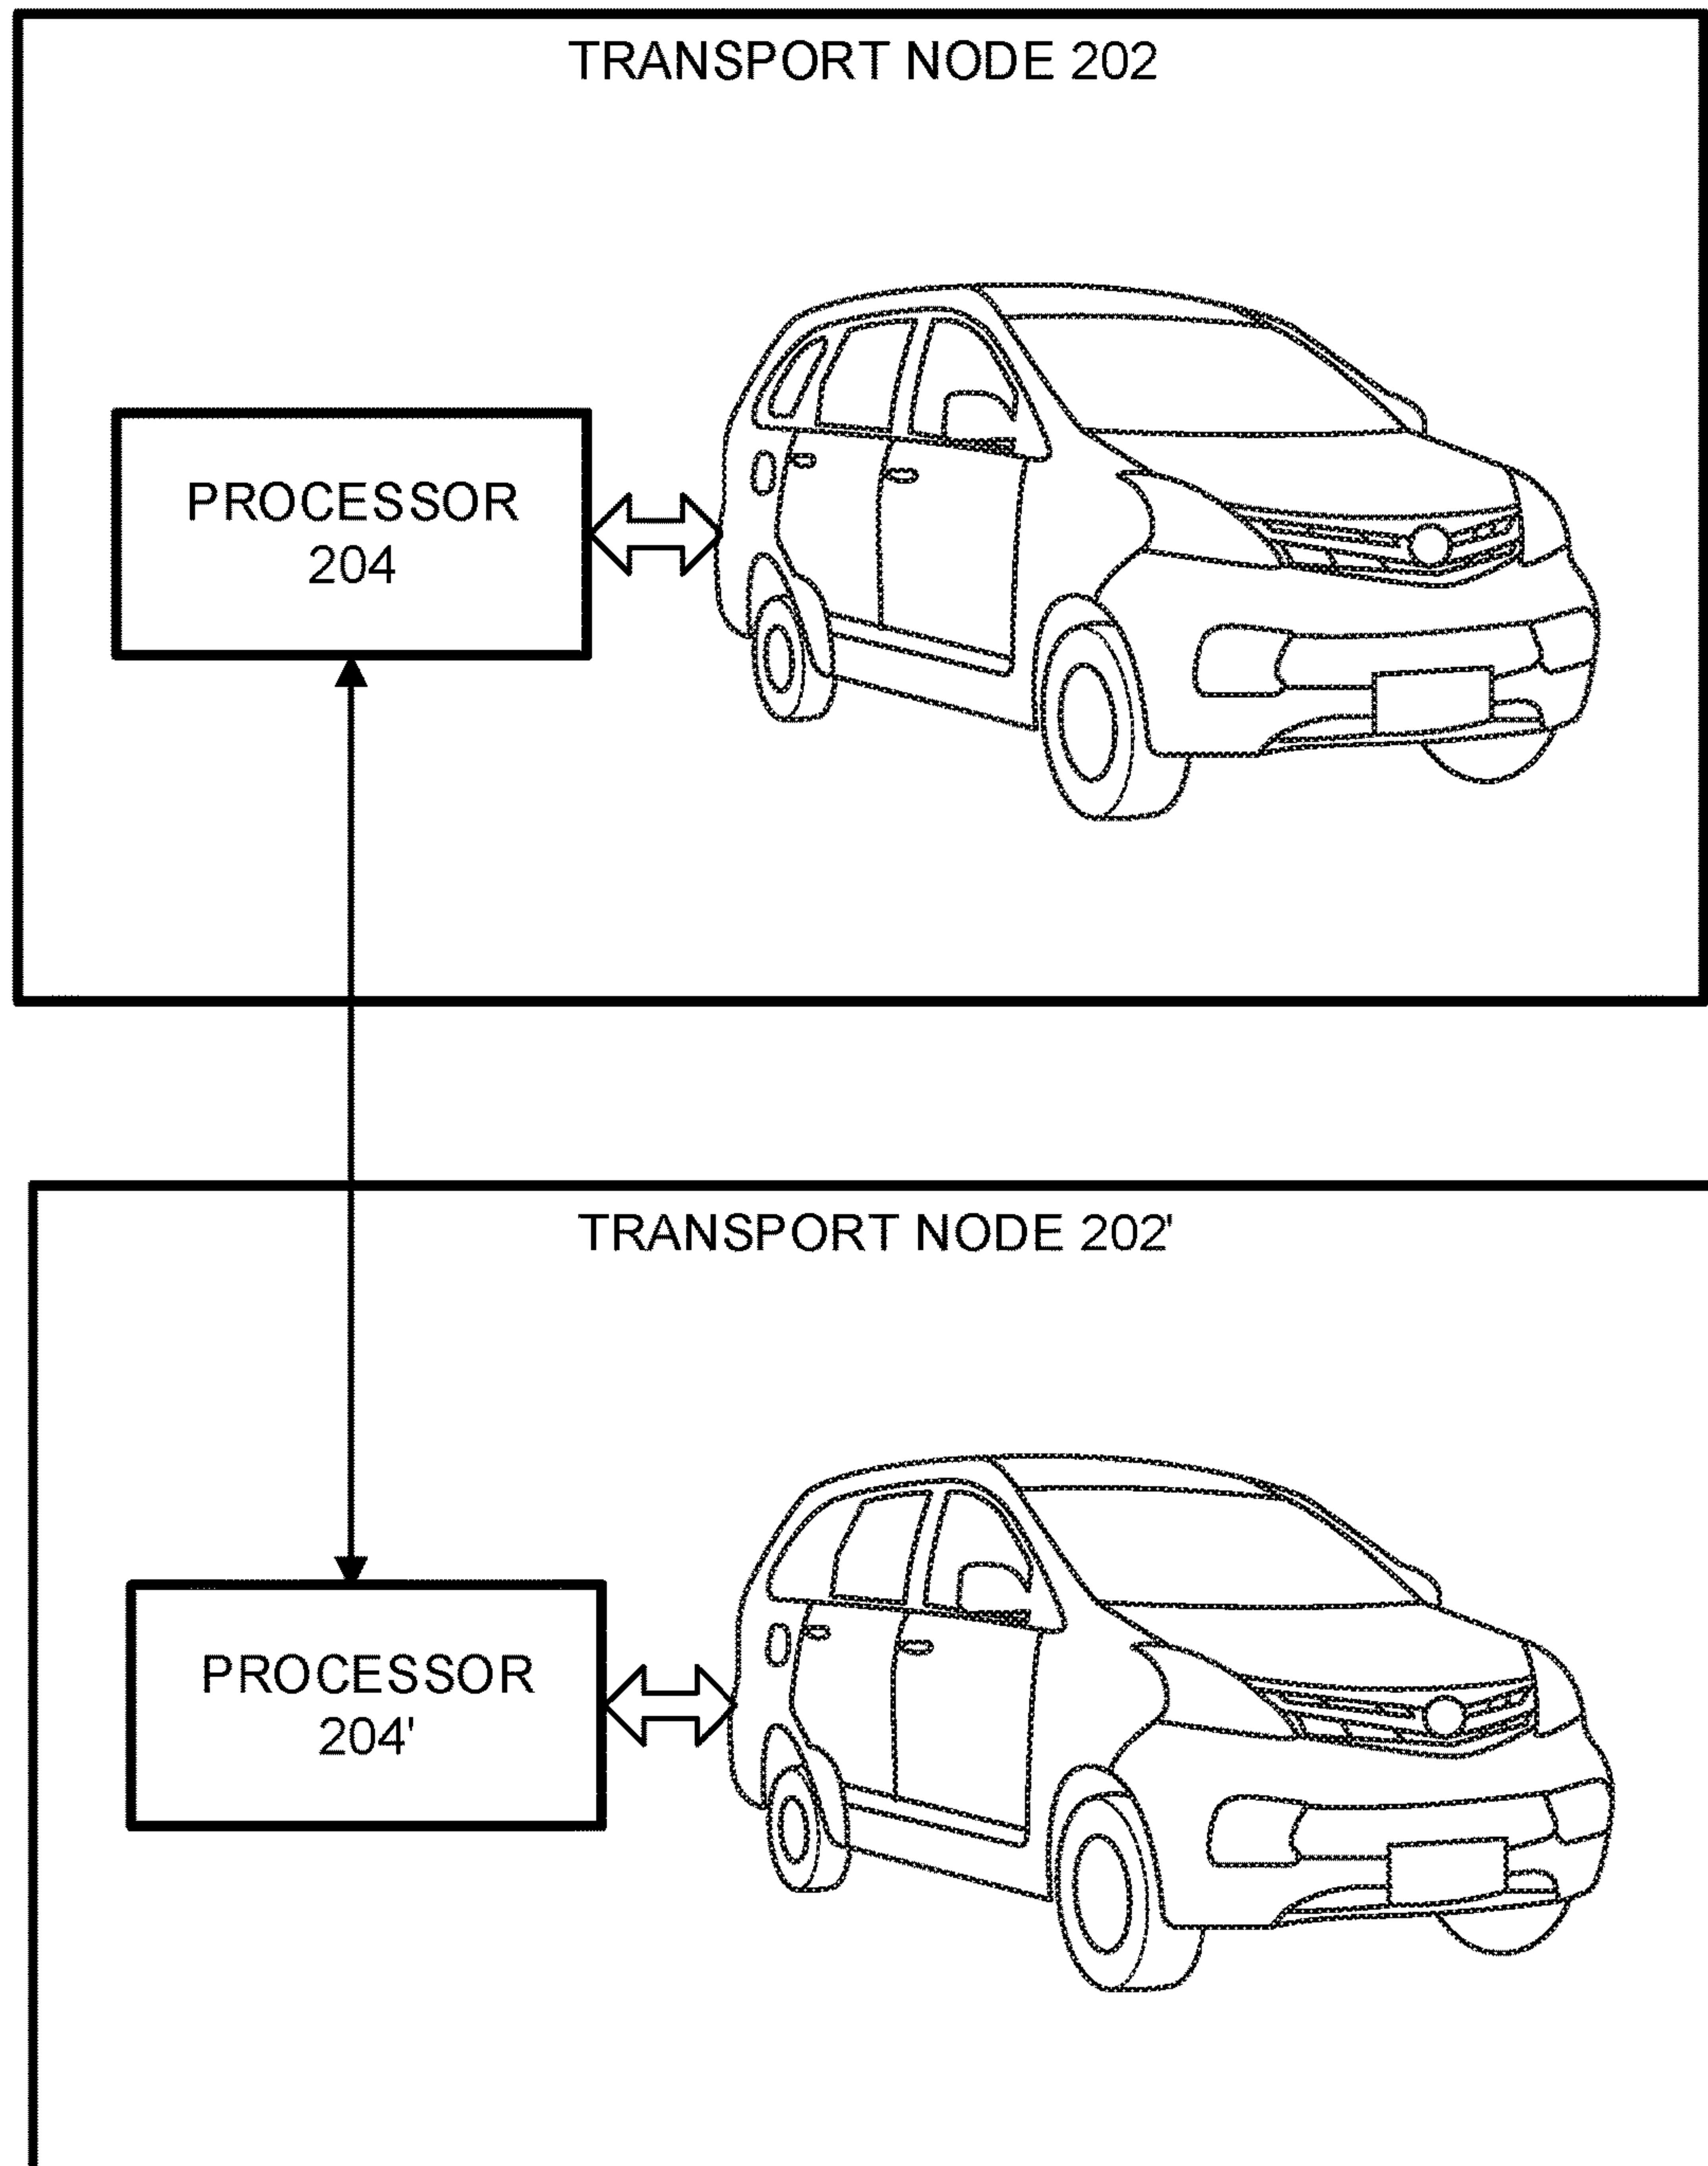 TRANSPORT NODE 202
PROCESSOR
204
TRANSPORT NODE 202'
PROCESSOR
204'